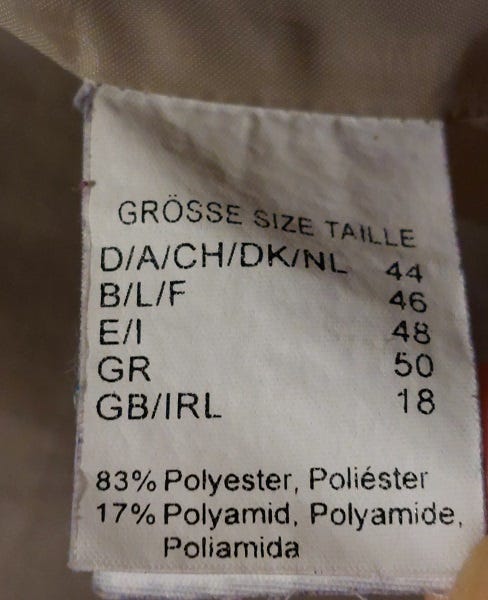 GRÖSSE SIZE TAILLE
D/A/CH/DK/NL 44
B/L/F 46
E/I 48
GR 50
GB/IRL 18
83% Polyester, Poliéster
17% Polyamid, Polyamide,
Poliamida